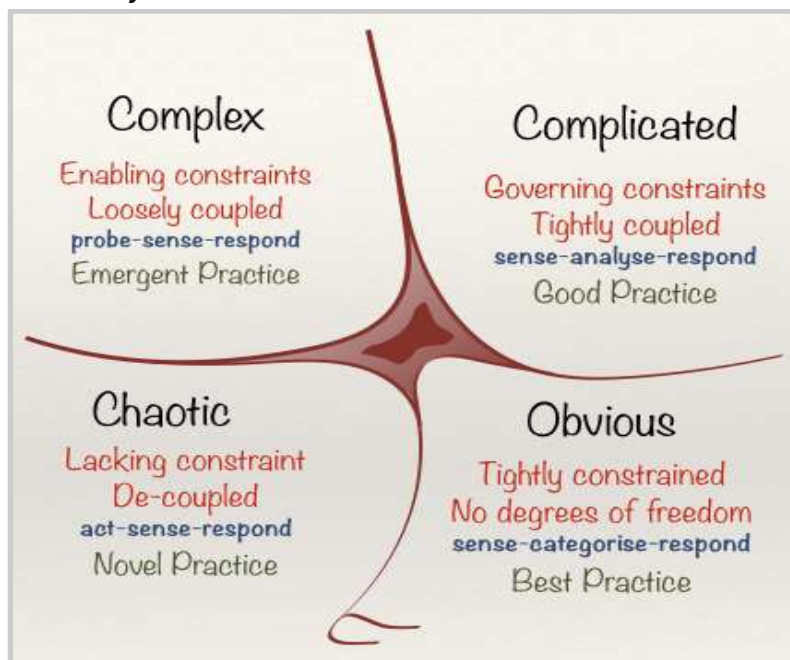 Complex
Enabling constraints
Loosely coupled
probe-sense-respond
Emergent Practice
Complicated
Governing constraints
Tightly coupled
sense-analyse-respond
Good Practice
Chaotic
Lacking constraint
De-coupled
act-sense-respond
Novel Practice
Obvious
Tightly constrained
No degrees of freedom
sense-categorise-respond
Best Practice